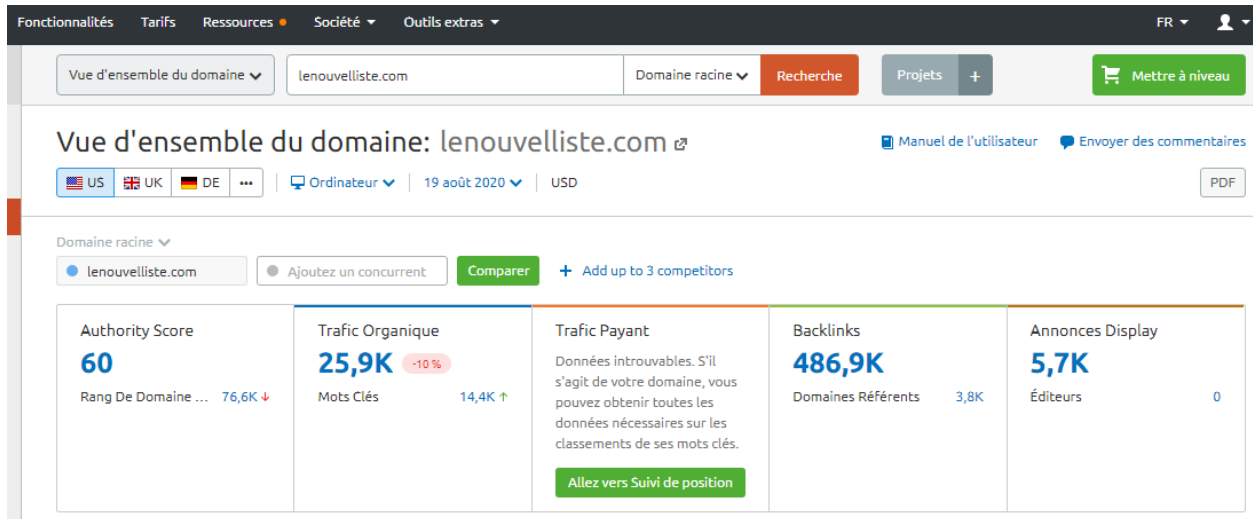 Fonctionnalités Tarifs Ressources Société Outils extras FR
Vue d'ensemble du domaine lenouvelliste.com Domaine racine Recherche Projets + Mettre à niveau
Vue d'ensemble du domaine: lenouvelliste.com Manuel de l'utilisateur Envoyer des commentaires
US UK DE ... Ordinateur 19 août 2020 USD PDF
Domaine racine
lenouvelliste.com Ajoutez un concurrent Comparer + Add up to 3 competitors
Authority Score
60
Rang De Domaine ... 76,6K ↓
Trafic Organique
25,9K -10 %
Mots Clés 14,4K ↑
Trafic Payant
Données introuvables. S'il
s'agit de votre domaine, vous
pouvez obtenir toutes les
données nécessaires sur les
classements de ses mots clés.
Allez vers Suivi de position
Backlinks
486,9K
Domaines Référents 3,8K
Annonces Display
5,7K
Éditeurs 0